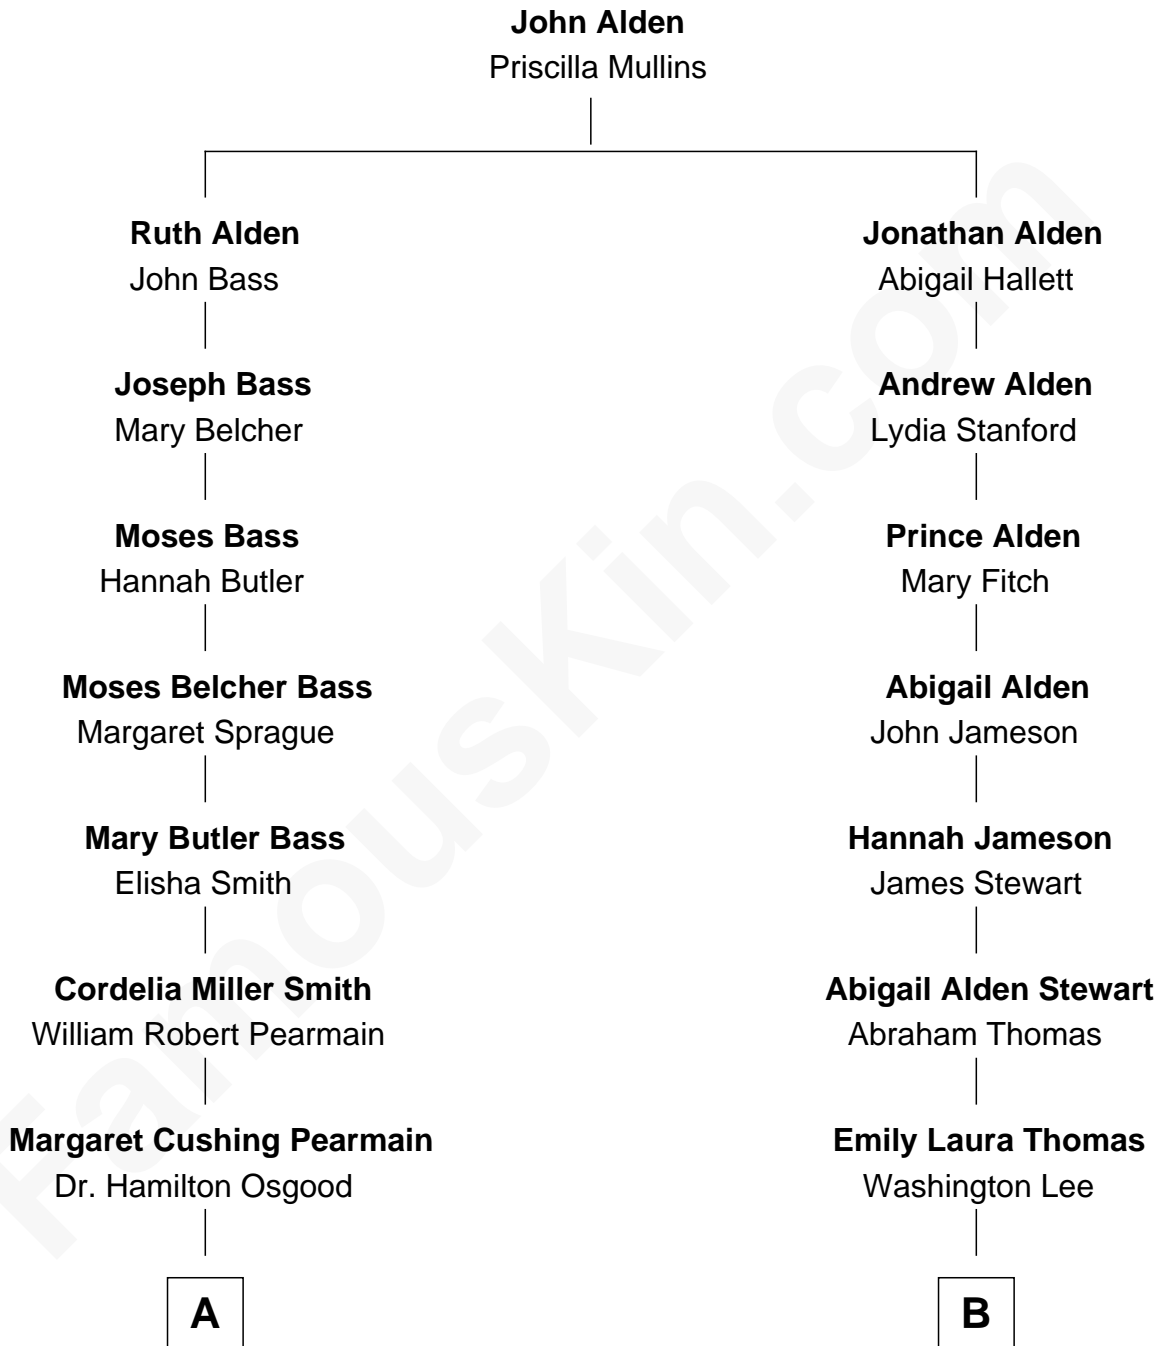 John Alden
Priscilla Mullins
Ruth Alden
John Bass
Jonathan Alden
Abigail Hallett
Joseph Bass
Mary Belcher
Andrew Alden
Lydia Stanford
Moses Bass
Hannah Butler
Prince Alden
Mary Fitch
Moses Belcher Bass
Margaret Sprague
Abigail Alden
John Jameson
Mary Butler Bass
Elisha Smith
Hannah Jameson
James Stewart
Cordelia Miller Smith
William Robert Pearmain
Abigail Alden Stewart
Abraham Thomas
Margaret Cushing Pearmain
Dr. Hamilton Osgood
Emily Laura Thomas
Washington Lee
A
B
FamousKin.com